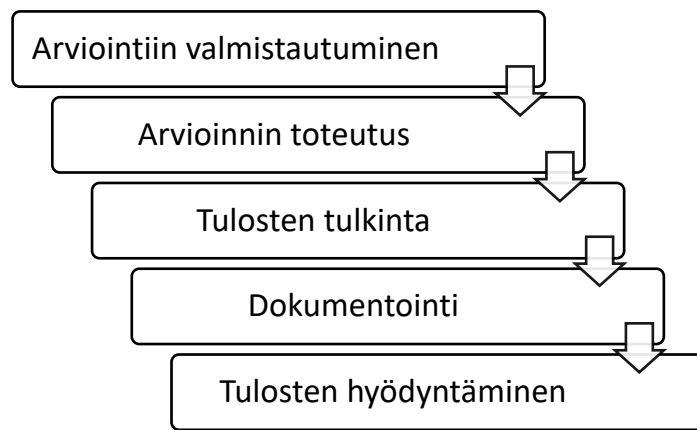 Arviointiin valmistautuminen
Arvioinnin toteutus
Tulosten tulkinta
Dokumentointi
Tulosten hyödyntäminen